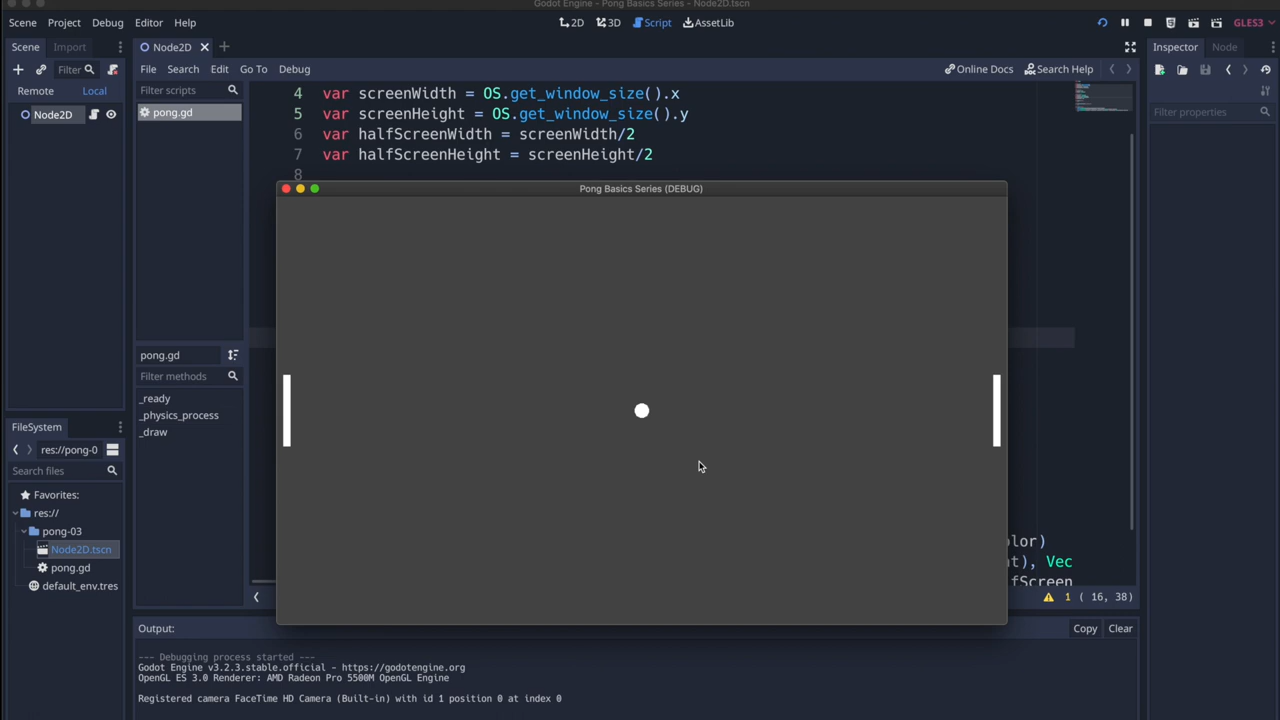 Godot Engine - Pong Basics Series - Node2D.tscn
Scene Project Debug Editor Help
2D 3D Script AssetLib
GLES3
Scene Import
Node2D
Inspector Node
Filter
File Search Edit Go To Debug
Online Docs Search Help
Remote Local
Filter scripts
Node2D
pong.gd
Filter properties
4 var screenWidth = OS.get_window_size().x
5 var screenHeight = OS.get_window_size().y
6 var halfScreenWidth = screenWidth/2
7 var halfScreenHeight = screenHeight/2
8
Pong Basics Series (DEBUG)
pong.gd
Filter methods
_ready
_physics_process
_draw
FileSystem
res://pong-0
Search files
Favorites:
res://
pong-03
Node2D.tscn
pong.gd
default_env.tres
lor)
t), Vec
fScreen
1 ( 16, 38)
Output:
Copy Clear
--- Debugging process started ---
Godot Engine v3.2.3.stable.official - https://godotengine.org
OpenGL ES 3.0 Renderer: AMD Radeon Pro 5500M OpenGL Engine
Registered camera FaceTime HD Camera (Built-in) with id 1 position 0 at index 0